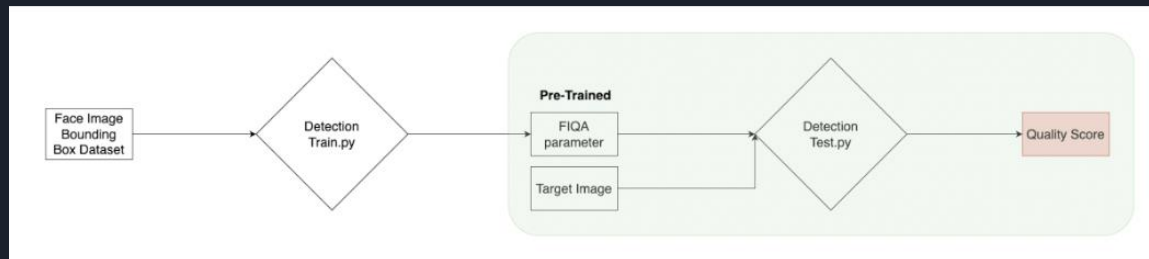 Face Image
Bounding
Box Dataset
Detection
Train.py
Pre-Trained
FIQA
parameter
Target Image
Detection
Test.py
Quality Score